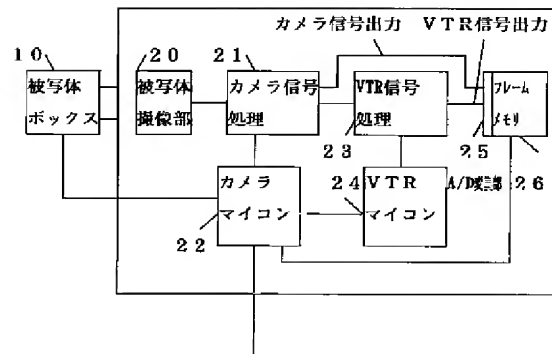 カメラ信号出力 VTR信号出力
10 20 21
被写体
ボックス
被写体
撮像部
カメラ信号
処理
VTR信号
処理
フレーム
メモリ
23 25 26
カメラ
マイコン
24 VTR
マイコン
A/D変換部
22